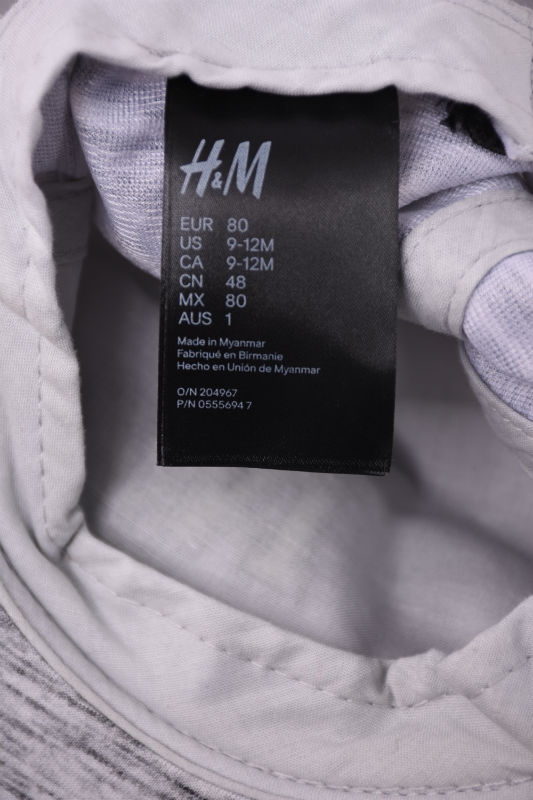 H&M
EUR 80
US 9-12M
CA 9-12M
CN 48
MX 80
AUS 1
Made in Myanmar
Fabriqué en Birmanie
Hecho en Unión de Myanmar
O/N 204967
P/N 0555694 7